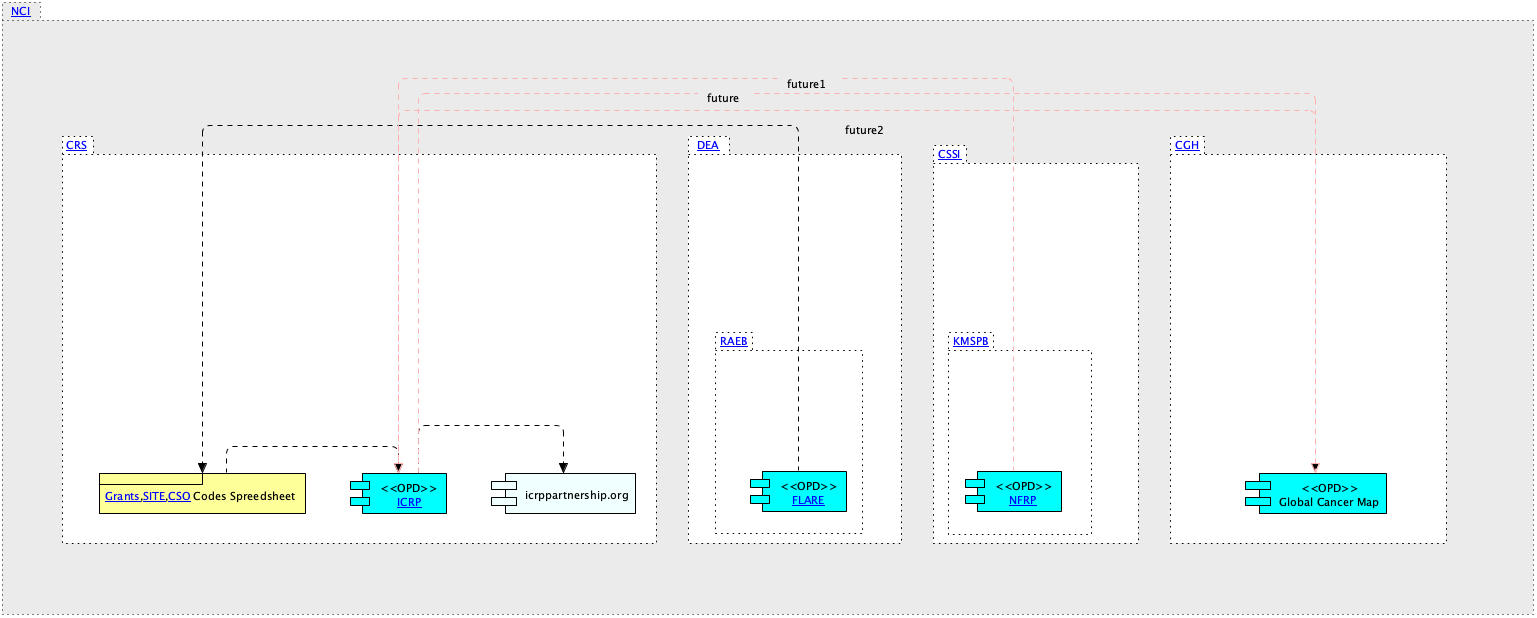 NCI
future1
future
future2
CRS
DEA
CSSI
CGH
RAEB
KMSPB
Grants,SITE,CSO Codes Spreedsheet
<<OPD>>
ICRP
icrppartnership.org
<<OPD>>
FLARE
<<OPD>>
NFRP
<<OPD>>
Global Cancer Map